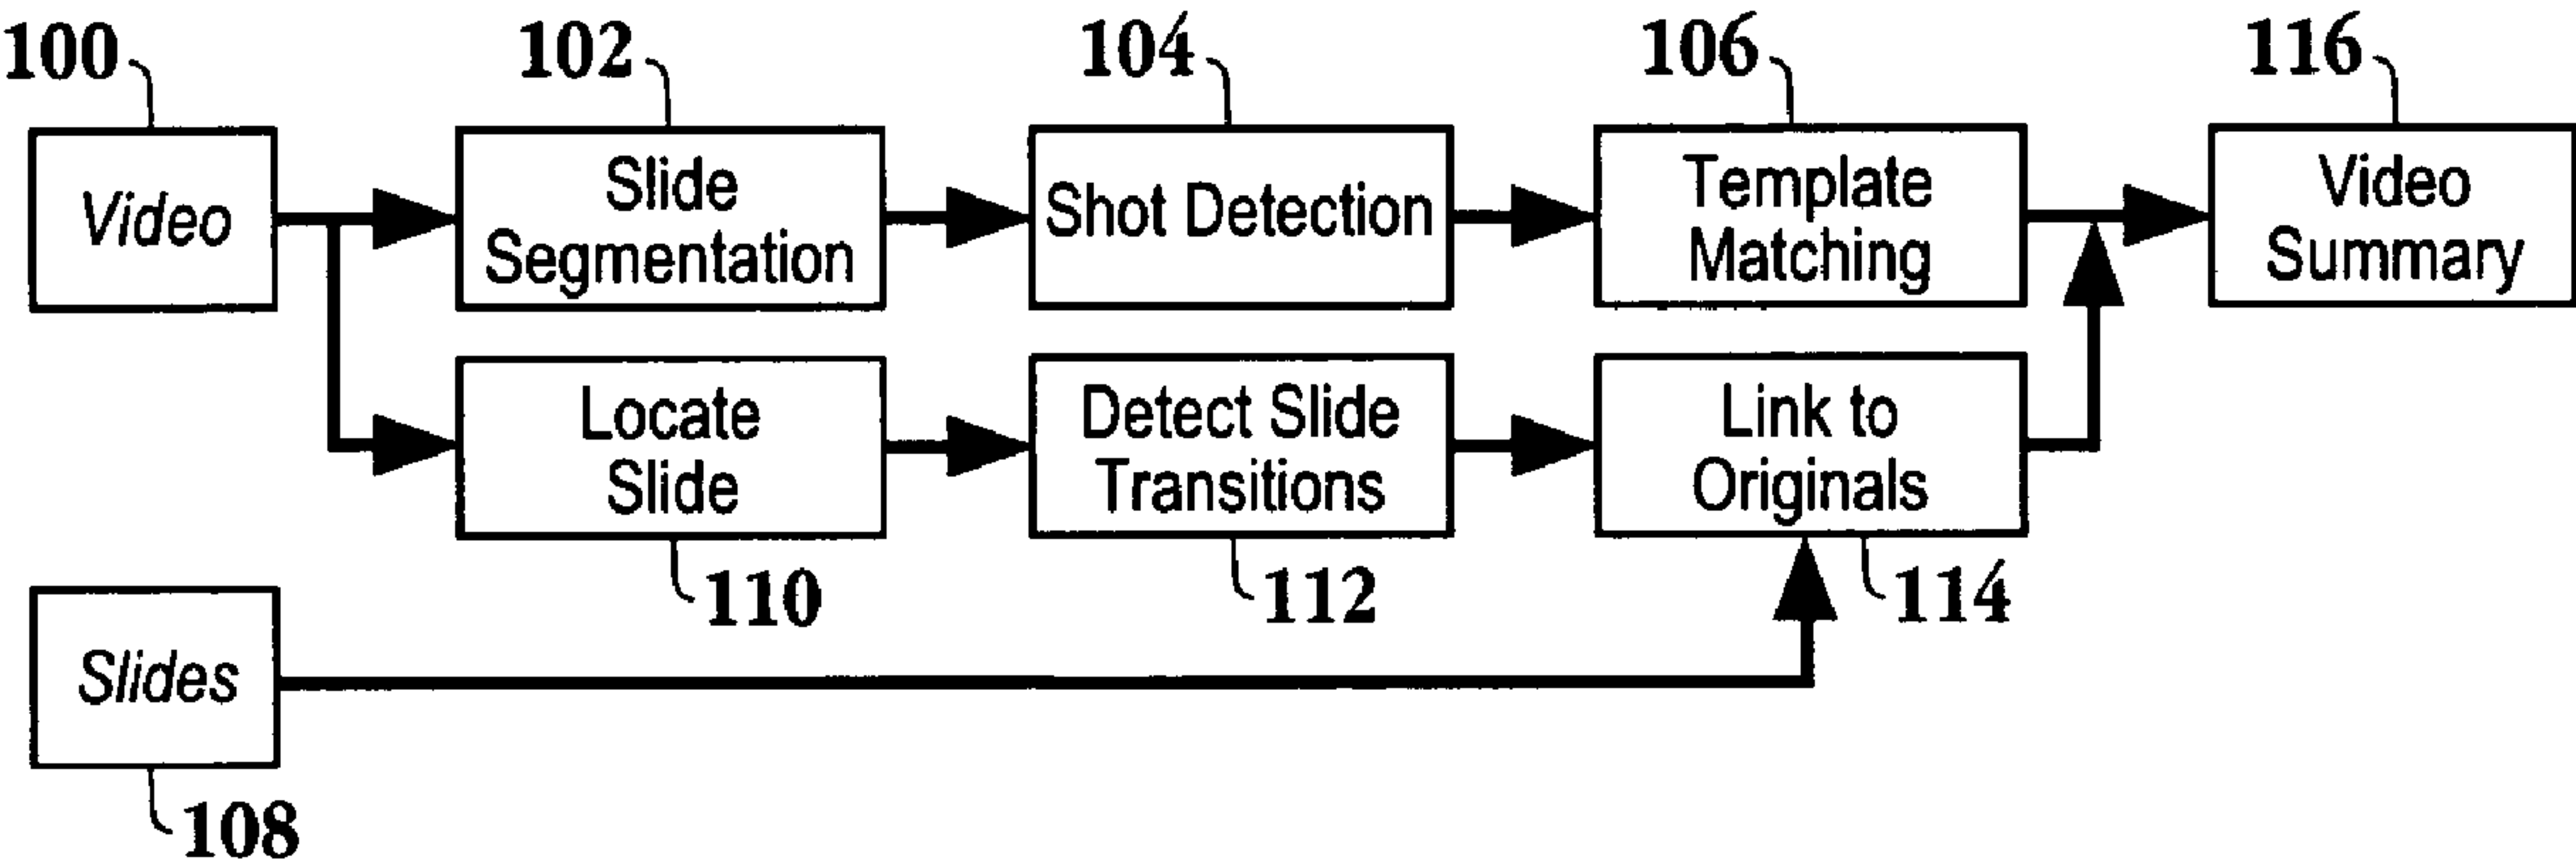 100
102
104
106
116
Video
Slide
Segmentation
Shot Detection
Template
Matching
Video
Summary
Locate
Slide
Detect Slide
Transitions
Link to
Originals
110
112
114
Slides
108